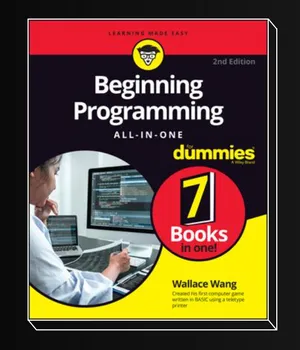 LEARNING MADE EASY
2nd Edition
Beginning
Programming
ALL-IN-ONE
for
dummies
A Wiley Brand
7
Books
in one!
Wallace Wang
Created his first computer game
written in BASIC using a teletype
printer